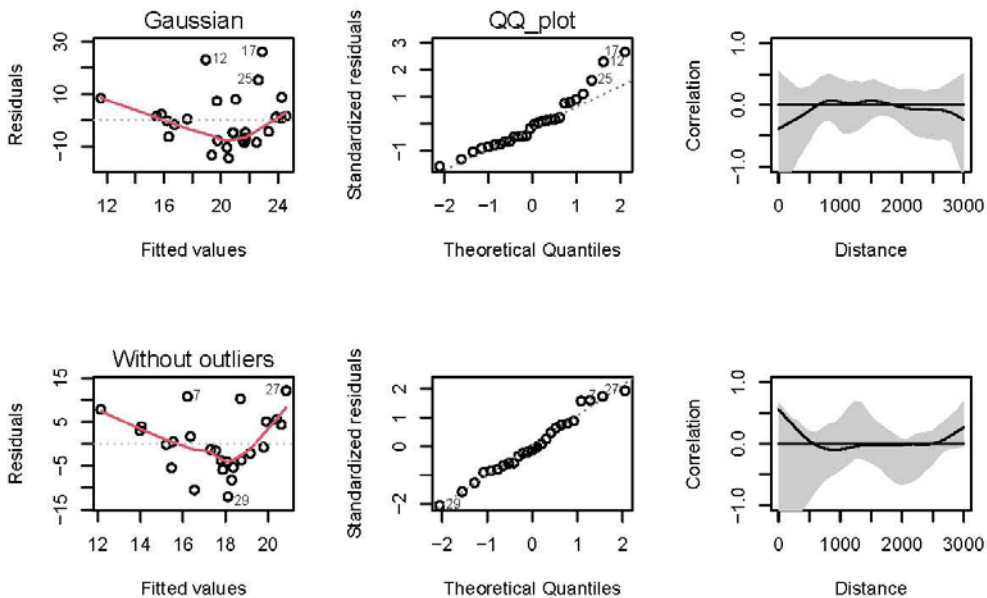 Gaussian
Residuals
30
10
−10
12
17
25
12 14 16 18 20 22 24
Fitted values
QQ_plot
Standardized residuals
3
2
1
−1
17
12
25
−2 −1 0 1 2
Theoretical Quantiles
Correlation
1.0
0.0
−1.0
0 1000 2000 3000
Distance
Without outliers
Residuals
15
5
−5
−15
7
27
29
12 14 16 18 20
Fitted values
Standardized residuals
2
1
0
−2
7
27
29
−2 −1 0 1 2
Theoretical Quantiles
Correlation
1.0
0.0
−1.0
0 1000 2000 3000
Distance